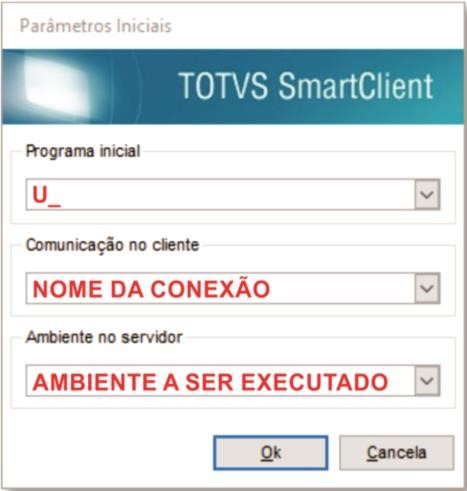 Parâmetros Iniciais
TOTVS SmartClient
Programa inicial
U_
Comunicação no cliente
NOME DA CONEXÃO
Ambiente no servidor
AMBIENTE A SER EXECUTADO
Ok
Cancela